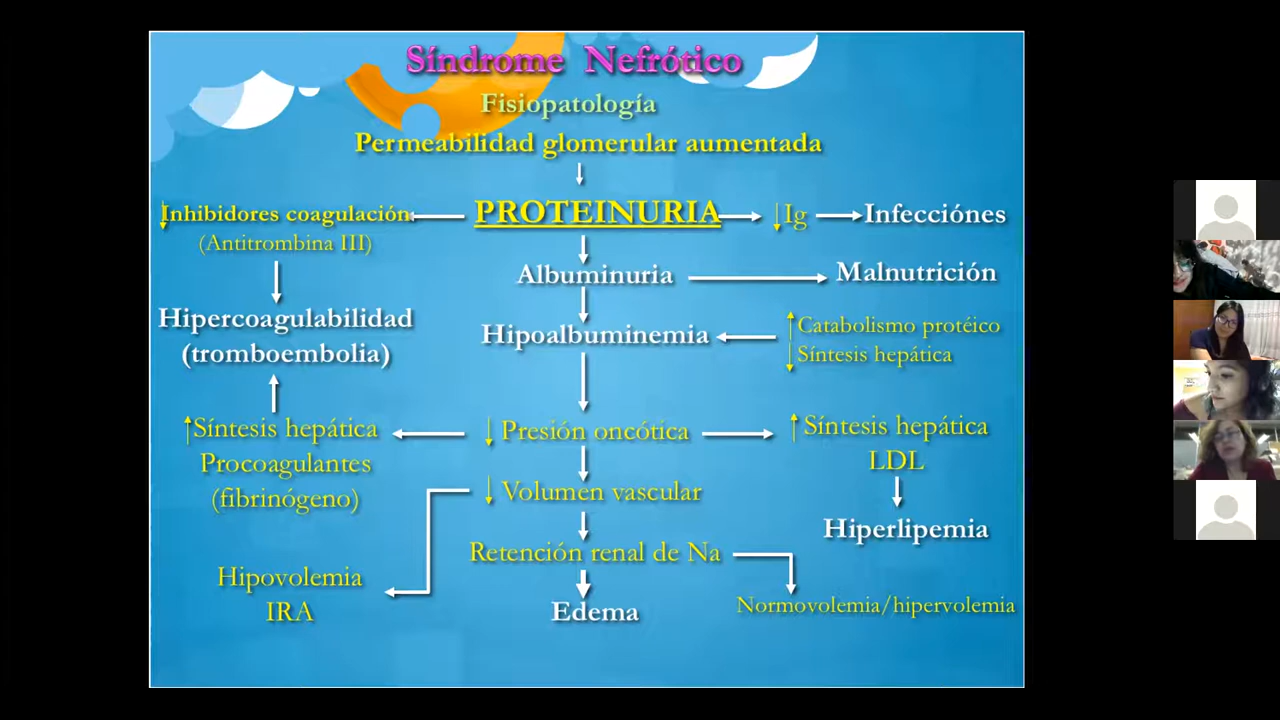 Síndrome Nefrótico
Fisiopatología
Permeabilidad glomerular aumentada
↓
↓Inhibidores coagulación ← PROTEINURIA → ↓Ig → Infecciónes
(Antitrombina III)
Albuminuria → Malnutrición
Hipercoagulabilidad
(tromboembolia)
Hipoalbuminemia ← ↑Catabolismo protéico
↓Síntesis hepática
↑Síntesis hepática
Procoagulantes
(fibrinógeno)
↓ Presión oncótica
↑ Síntesis hepática
LDL
↓ Volumen vascular
Hiperlipemia
Retención renal de Na
Hipovolemia
IRA
Edema
Normovolemia/hipervolemia